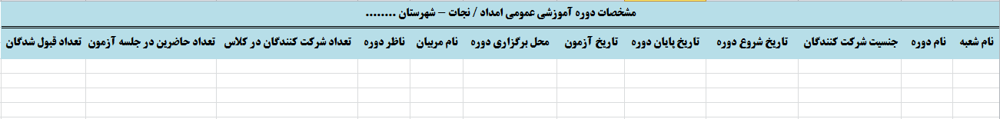 مشخصات دوره آموزشی عمومی امداد / نجات – شهرستان ........
نام شعبه نام دوره جنسیت شرکت کنندگان تاریخ شروع دوره تاریخ پایان دوره تاریخ آزمون محل برگزاری دوره نام مربیان ناظر دوره تعداد شرکت کنندگان در کلاس تعداد حاضرین در جلسه آزمون تعداد قبول شدگان